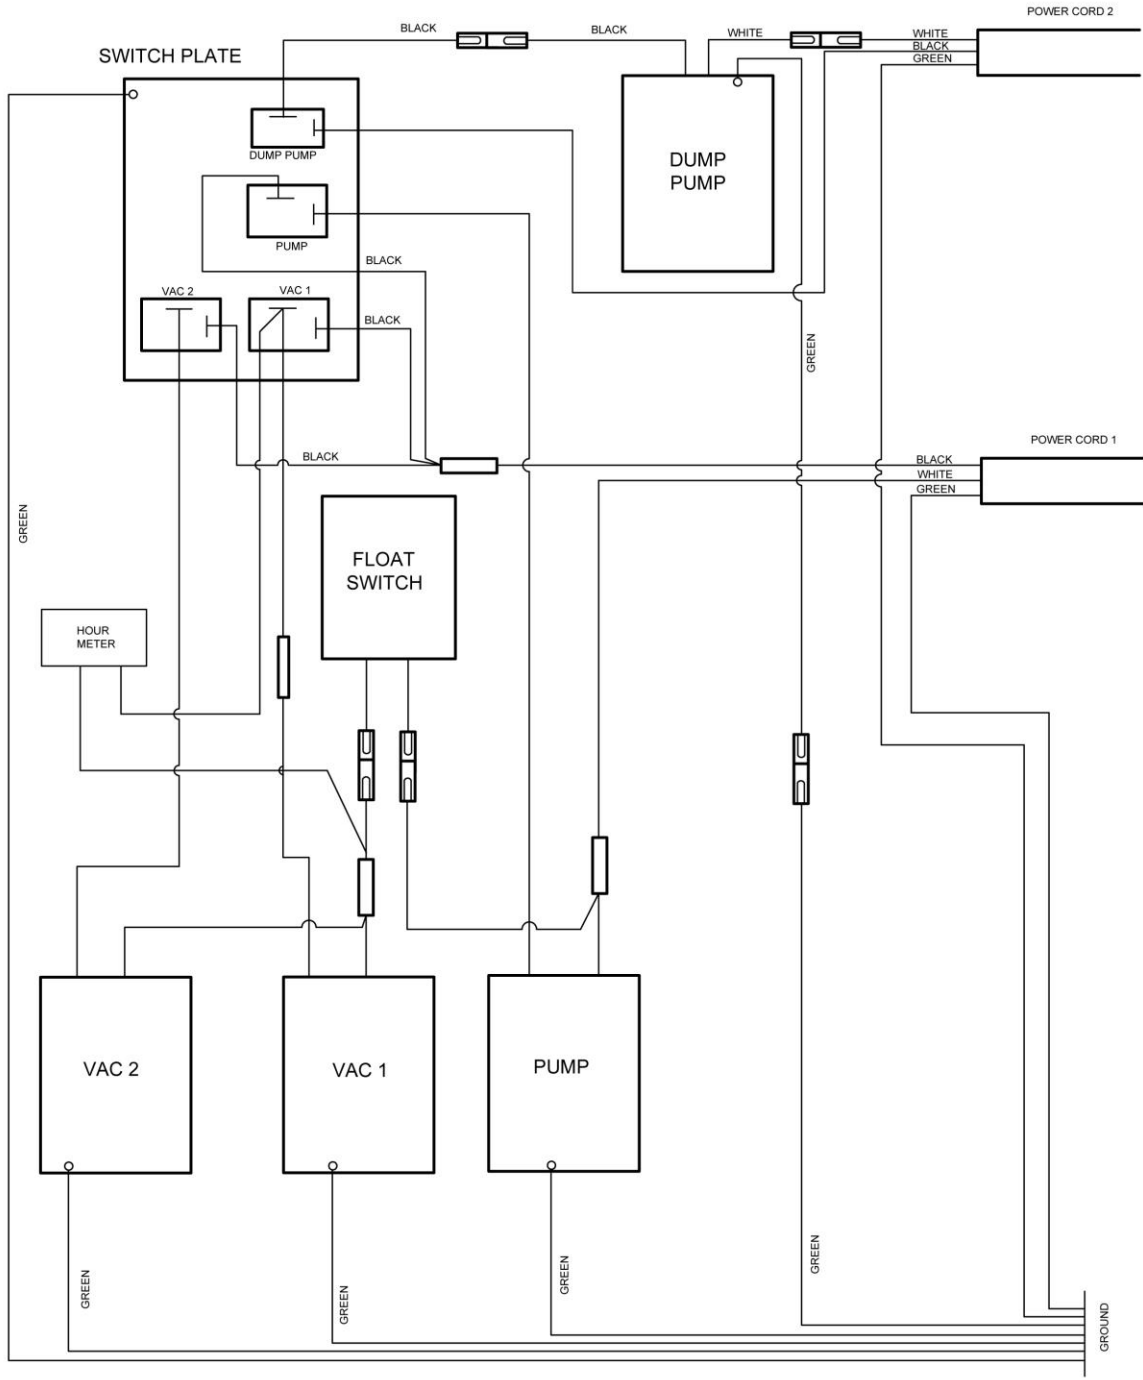 POWER CORD 2
BLACK
BLACK
WHITE
WHITE
BLACK
GREEN
SWITCH PLATE
DUMP PUMP
DUMP
PUMP
PUMP
BLACK
VAC 2
VAC 1
BLACK
GREEN
POWER CORD 1
BLACK
BLACK
WHITE
GREEN
GREEN
FLOAT
SWITCH
HOUR
METER
VAC 2
VAC 1
PUMP
GREEN
GREEN
GREEN
GREEN
GROUND